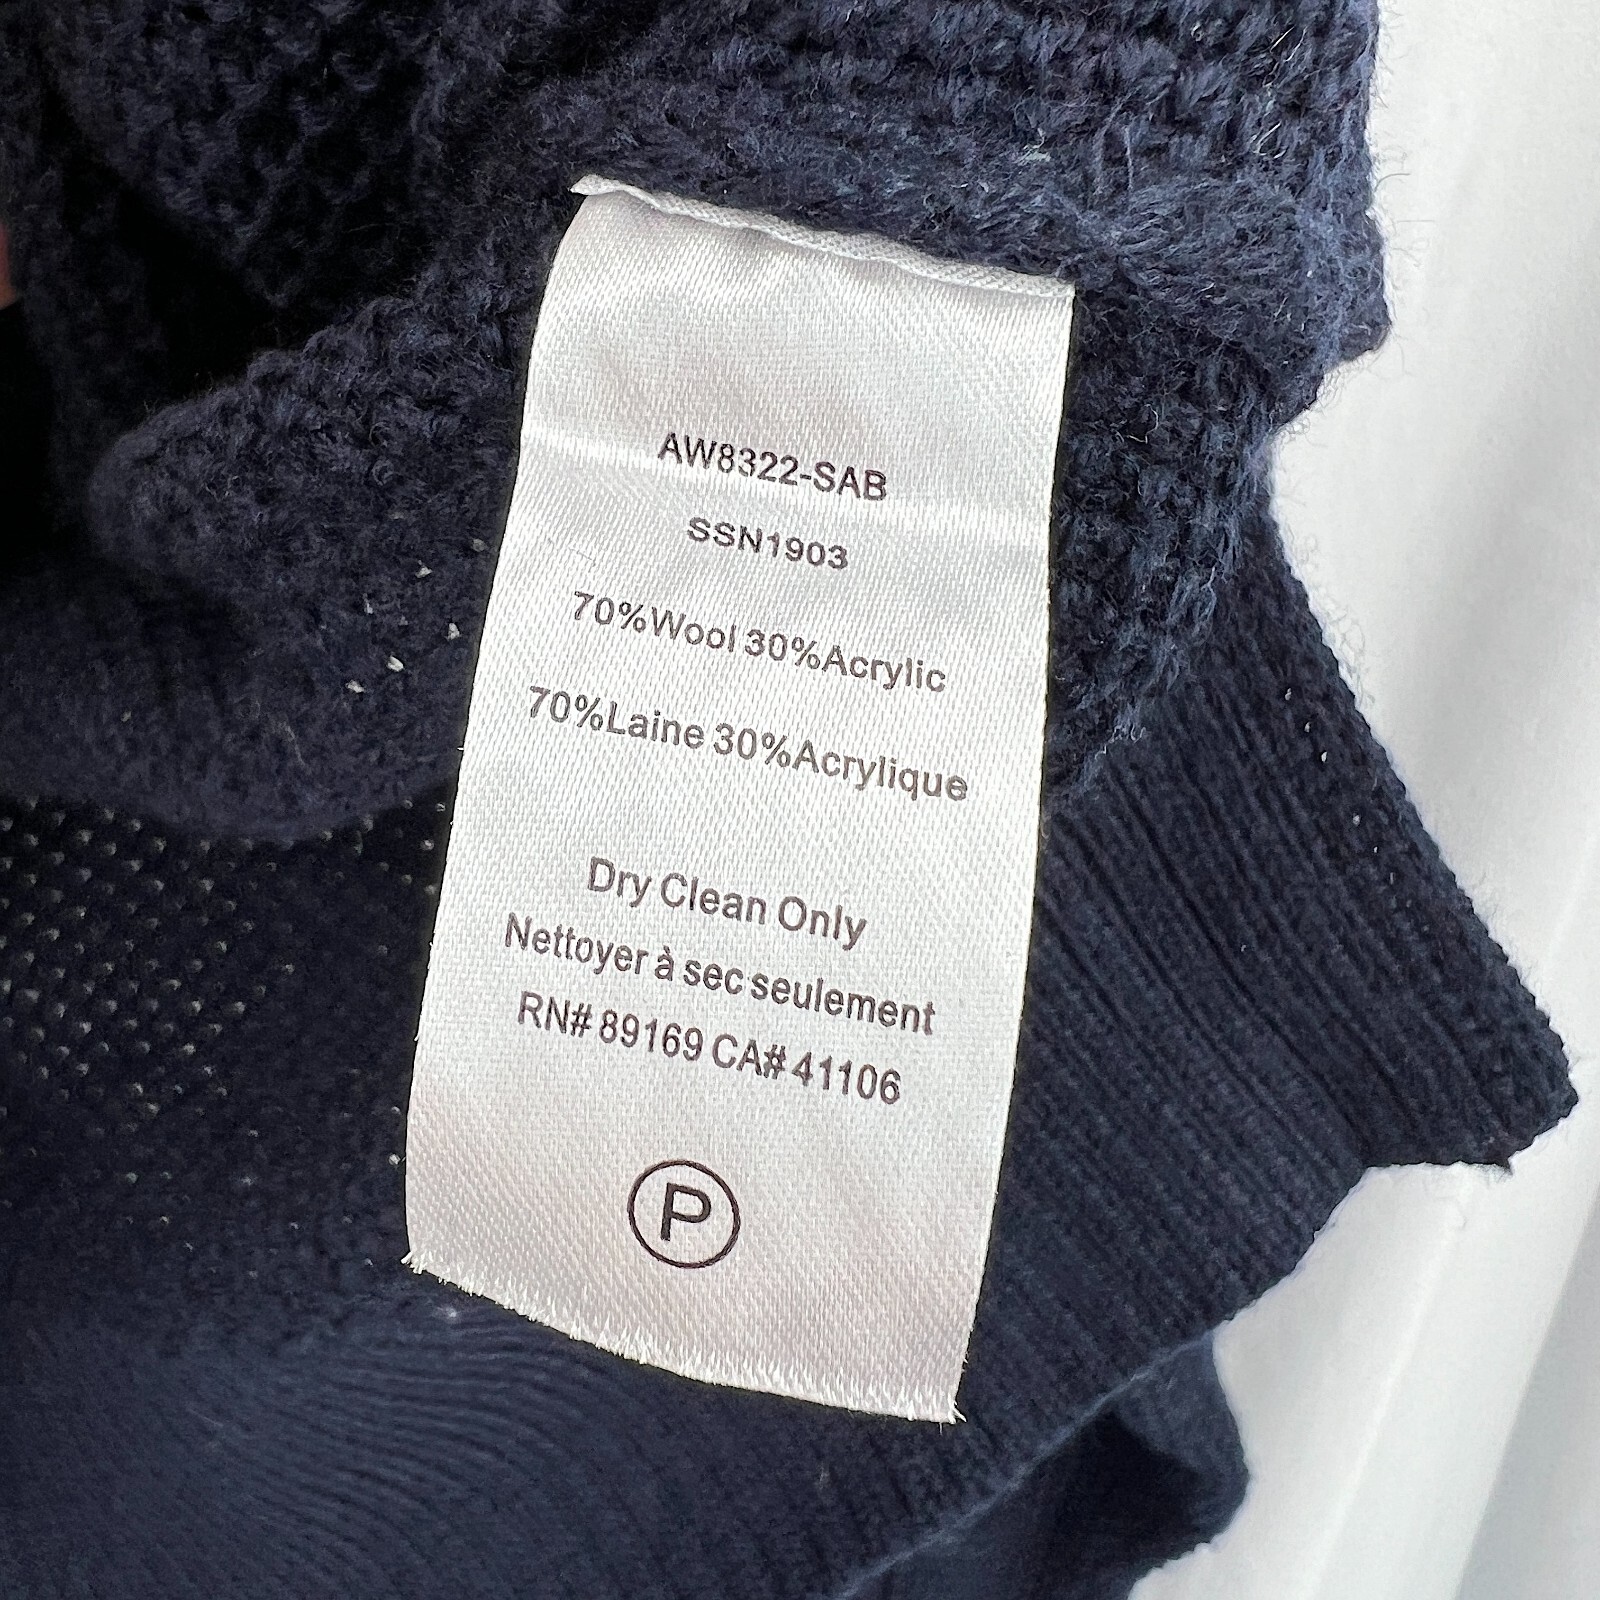 AW8322-SAB
SSN1903
70%Wool 30%Acrylic
70%Laine 30%Acrylique
Dry Clean Only
Nettoyer à sec seulement
RN# 89169 CA# 41106
P